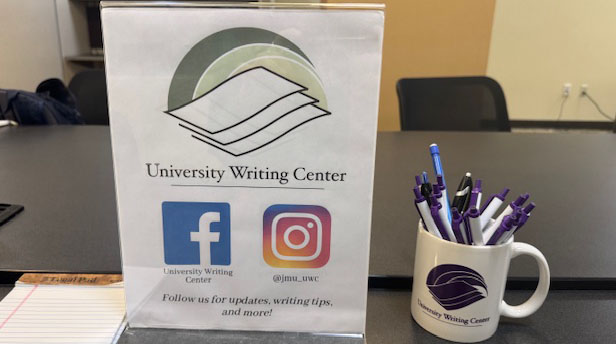 University Writing Center
University Writing
Center
@jmu_uwc
Follow us for updates, writing tips,
and more!
University Writing Center